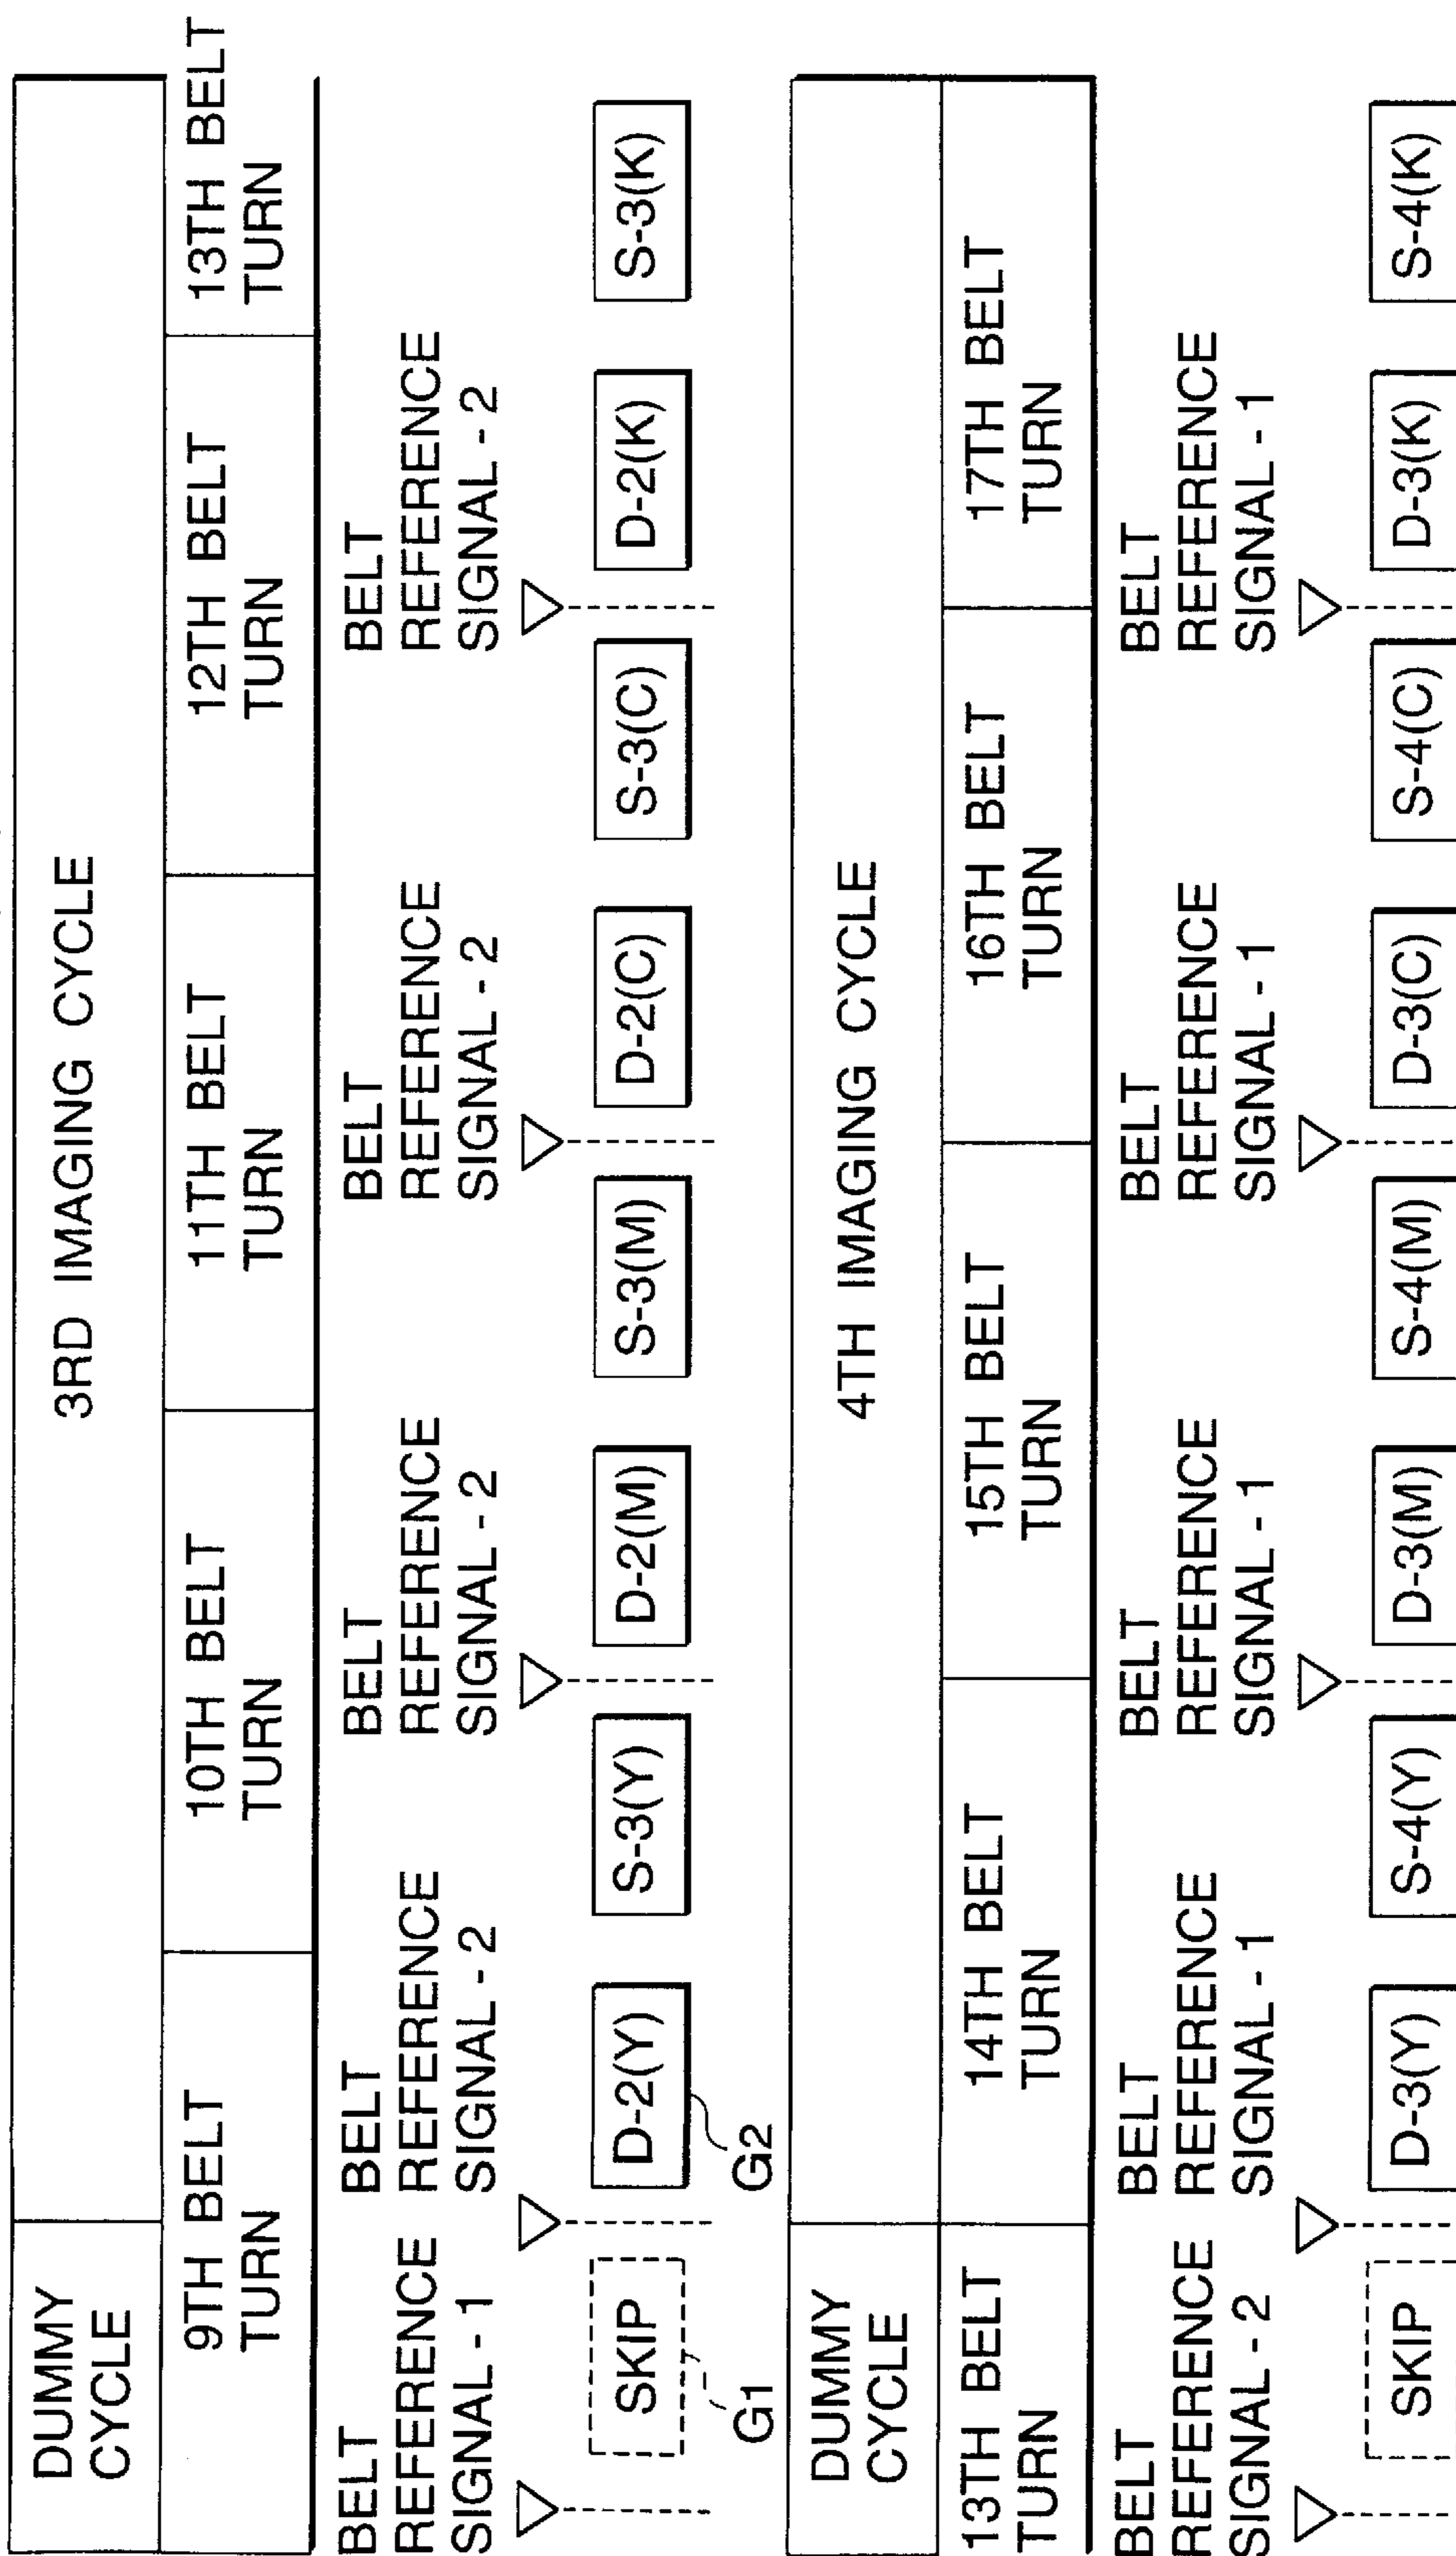 DUMMY
CYCLE
3RD IMAGING CYCLE
9TH BELT
TURN
10TH BELT
TURN
11TH BELT
TURN
12TH BELT
TURN
13TH BELT
TURN
BELT
REFERENCE
SIGNAL - 1
BELT
REFERENCE
SIGNAL - 2
BELT
REFERENCE
SIGNAL - 2
BELT
REFERENCE
SIGNAL - 2
BELT
REFERENCE
SIGNAL - 2
SKIP
D-2(Y)
S-3(Y)
D-2(M)
S-3(M)
D-2(C)
S-3(C)
D-2(K)
S-3(K)
G1
G2
DUMMY
CYCLE
4TH IMAGING CYCLE
13TH BELT
TURN
14TH BELT
TURN
15TH BELT
TURN
16TH BELT
TURN
17TH BELT
TURN
BELT
REFERENCE
SIGNAL - 2
BELT
REFERENCE
SIGNAL - 1
BELT
REFERENCE
SIGNAL - 1
BELT
REFERENCE
SIGNAL - 1
BELT
REFERENCE
SIGNAL - 1
SKIP
D-3(Y)
S-4(Y)
D-3(M)
S-4(M)
D-3(C)
S-4(C)
D-3(K)
S-4(K)